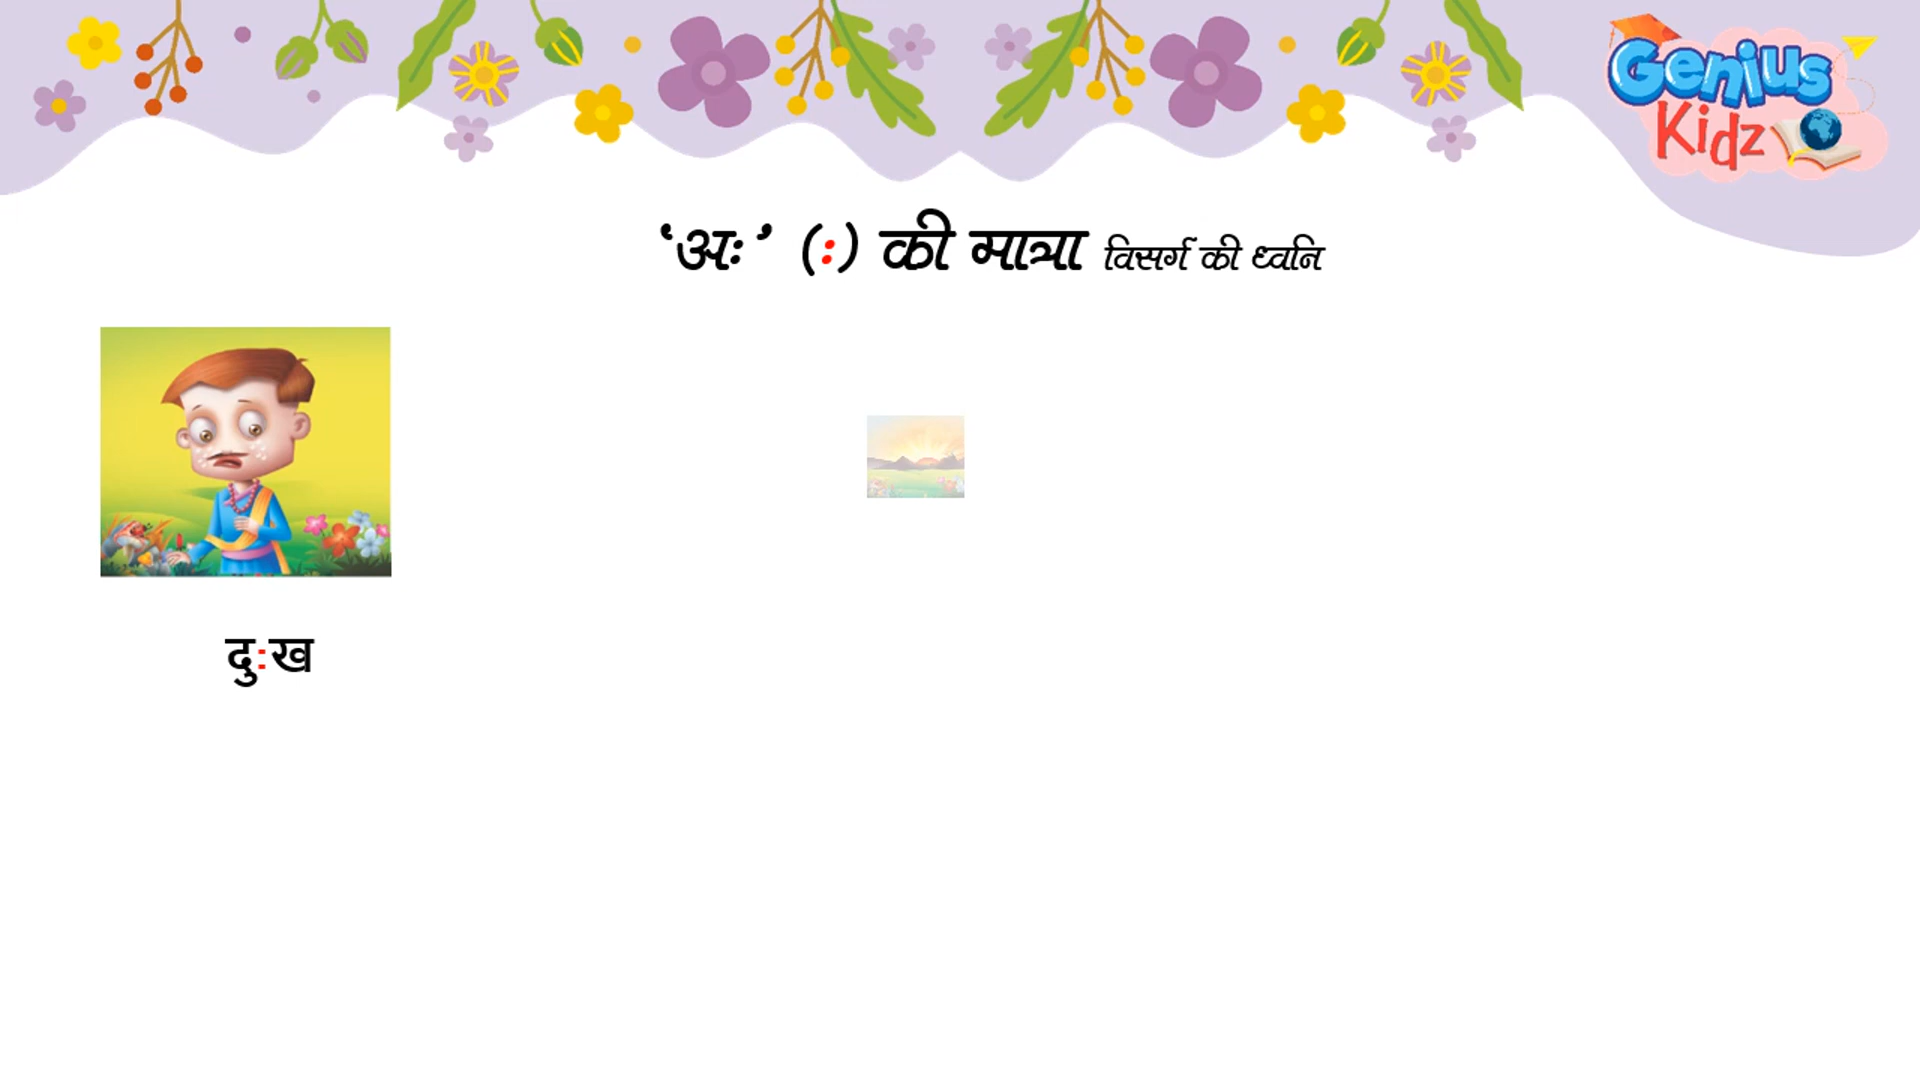 Genius
Kidz
‘अः’ (:) की मात्रा विसर्ग की ध्वनि
दुःख